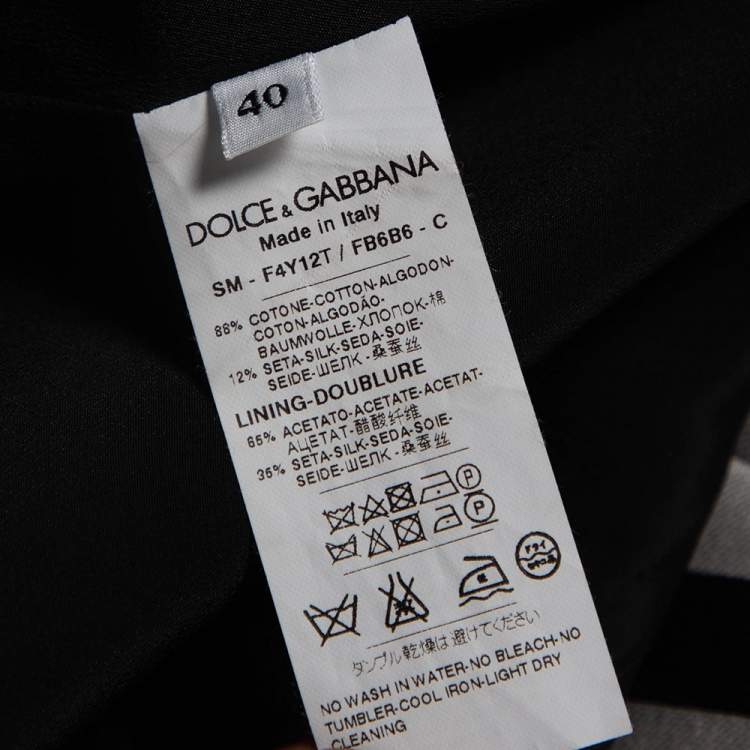 40
DOLCE & GABBANA
Made in Italy
SM - F4Y12T / FB6B6 - C
88% COTONE-COTTON-ALGODON-
COTON-ALGODÃO-
BAUMWOLLE-ХЛОПОК-棉
12% SETA-SILK-SEDA-SOIE-
SEIDE-ШЕЛК-桑蚕丝
LINING-DOUBLURE
65% ACETATO-ACETATE-ACETAT-
АЦЕТАТ-醋酸纤维
35% SETA-SILK-SEDA-SOIE-
SEIDE-ШЕЛК-桑蚕丝
P
P
ドライ
タンブル乾燥は避けてください
NO WASH IN WATER-NO BLEACH-NO
TUMBLER-COOL IRON-LIGHT DRY
CLEANING